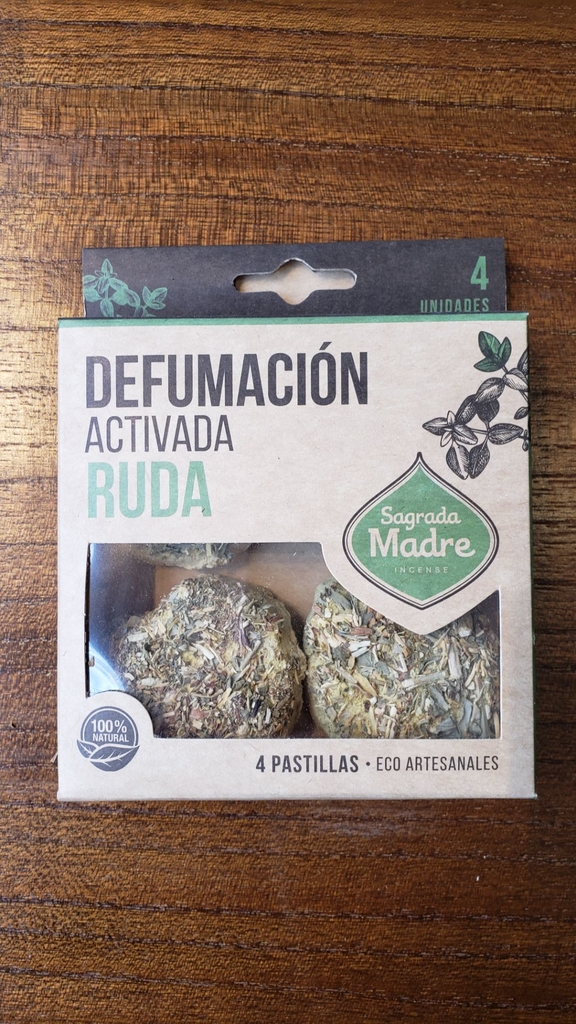 4
UNIDADES
DEFUMACIÓN
ACTIVADA
RUDA
Sagrada
Madre
INCENSE
100%
NATURAL
4 PASTILLAS • ECO ARTESANALES